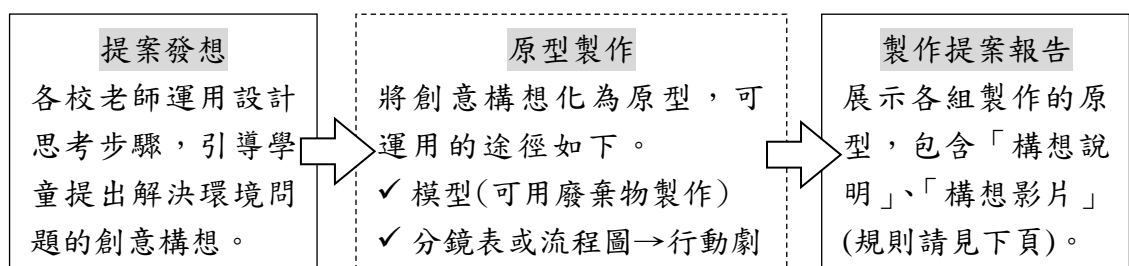 提案發想
各校老師運用設計
思考步驟，引導學
童提出解決環境問
題的創意構想。
原型製作
將創意構想化為原型，可
運用的途徑如下。
✓ 模型(可用廢棄物製作)
✓ 分鏡表或流程圖→行動劇
製作提案報告
展示各組製作的原
型，包含「構想說
明」、「構想影片」
(規則請見下頁)。